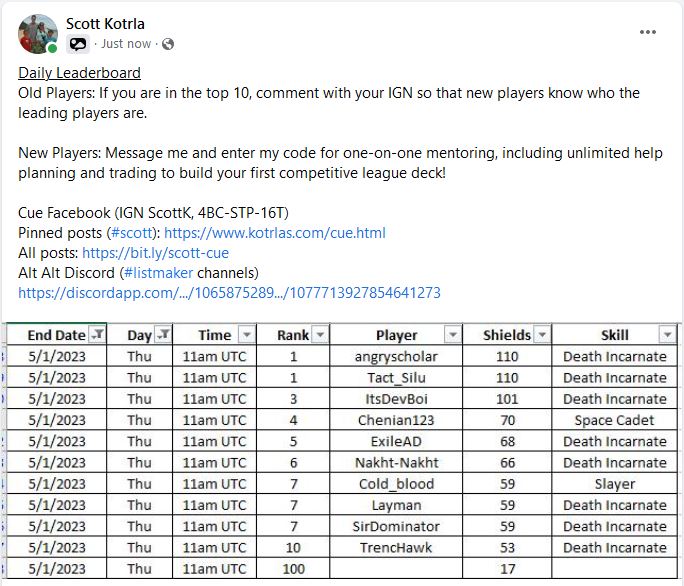 Scott Kotrla
· Just now ·
Daily Leaderboard
Old Players: If you are in the top 10, comment with your IGN so that new players know who the
leading players are.
New Players: Message me and enter my code for one-on-one mentoring, including unlimited help
planning and trading to build your first competitive league deck!
Cue Facebook (IGN ScottK, 4BC-STP-16T)
Pinned posts (#scott): https://www.kotrlas.com/cue.html
All posts: https://bit.ly/scott-cue
Alt Alt Discord (#listmaker channels)
https://discordapp.com/.../1065875289.../1077713927854641273
End Date Day Time Rank Player Shields Skill
5/1/2023 Thu 11am UTC 1 angryscholar 110 Death Incarnate
5/1/2023 Thu 11am UTC 1 Tact_Silu 110 Death Incarnate
5/1/2023 Thu 11am UTC 3 ItsDevBoi 101 Death Incarnate
5/1/2023 Thu 11am UTC 4 Chenian123 70 Space Cadet
5/1/2023 Thu 11am UTC 5 ExileAD 68 Death Incarnate
5/1/2023 Thu 11am UTC 6 Nakht-Nakht 66 Death Incarnate
5/1/2023 Thu 11am UTC 7 Cold_blood 59 Slayer
5/1/2023 Thu 11am UTC 7 Layman 59 Death Incarnate
5/1/2023 Thu 11am UTC 7 SirDominator 59 Death Incarnate
5/1/2023 Thu 11am UTC 10 TrencHawk 53 Death Incarnate
5/1/2023 Thu 11am UTC 100 17